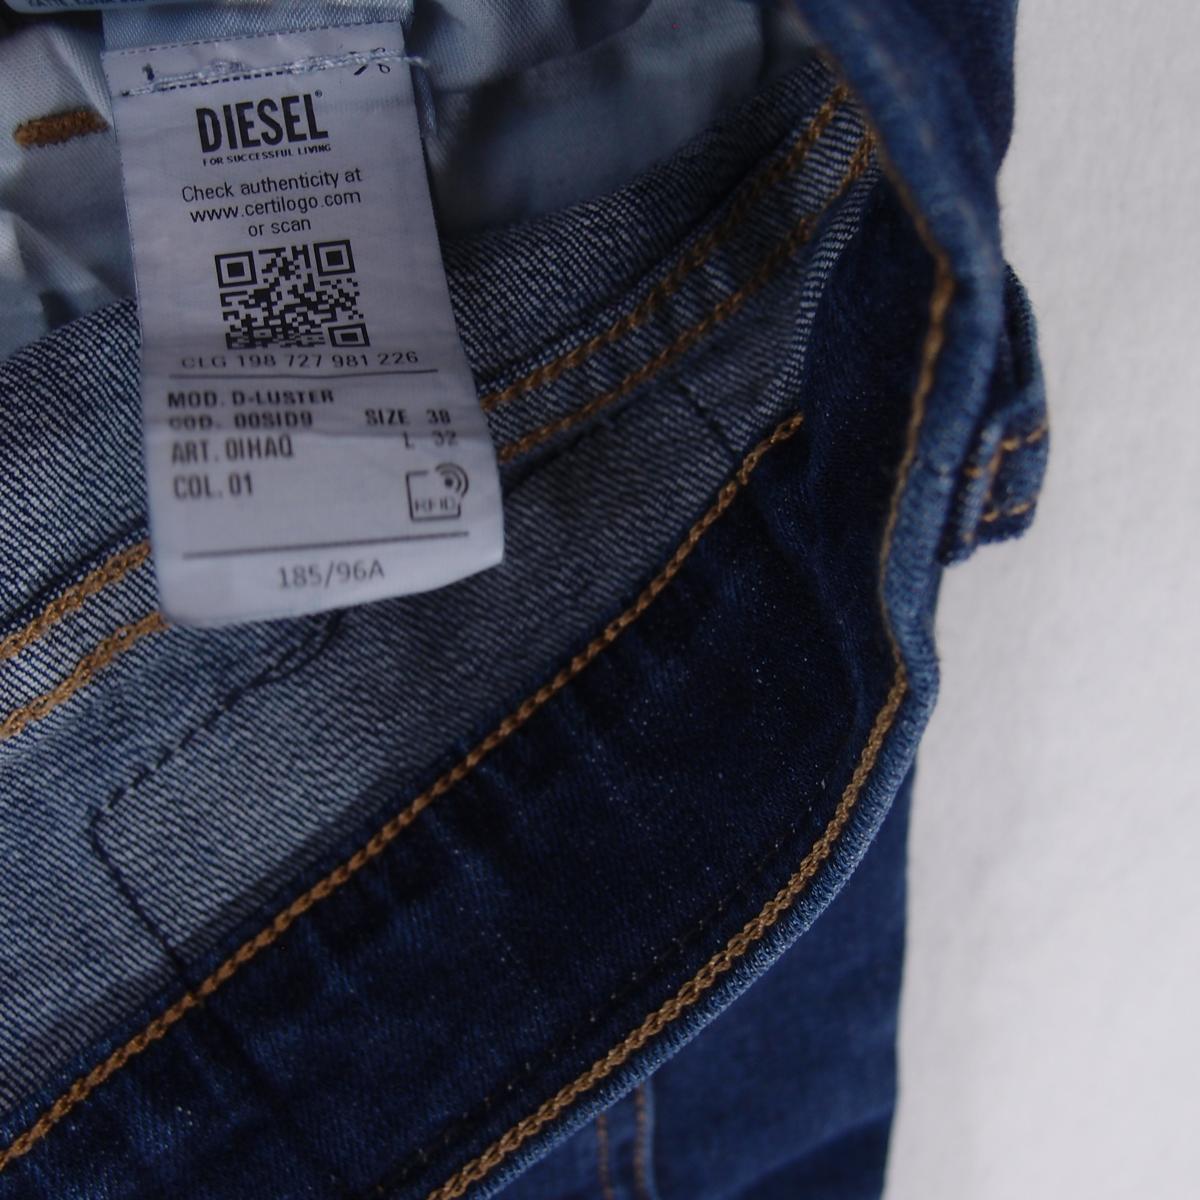 DIESEL®
FOR SUCCESSFUL LIVING
Check authenticity at
www.certilogo.com
or scan
CLG 198 727 981 226
MOD. D-LUSTER
COD. 00SID9 SIZE 38
ART. 0IHAQ L 32
COL. 01
RFID
185/96A